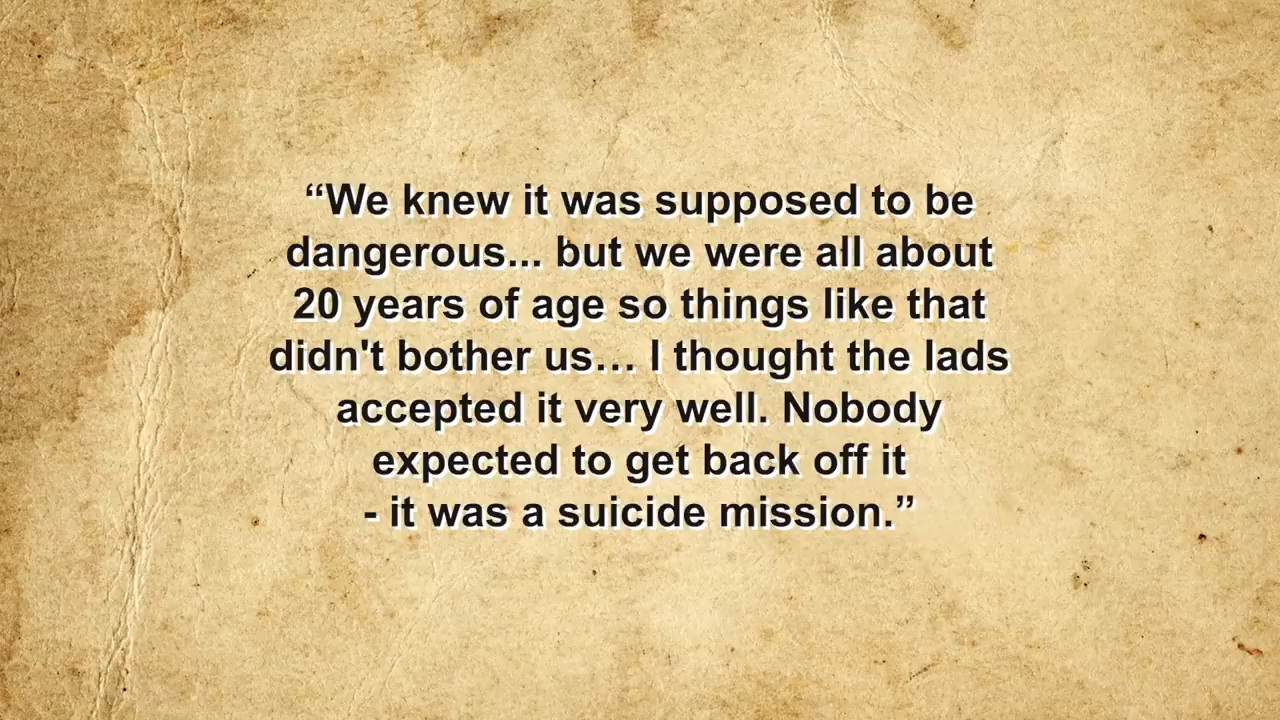 “We knew it was supposed to be
dangerous... but we were all about
20 years of age so things like that
didn't bother us… I thought the lads
accepted it very well. Nobody
expected to get back off it
- it was a suicide mission.”